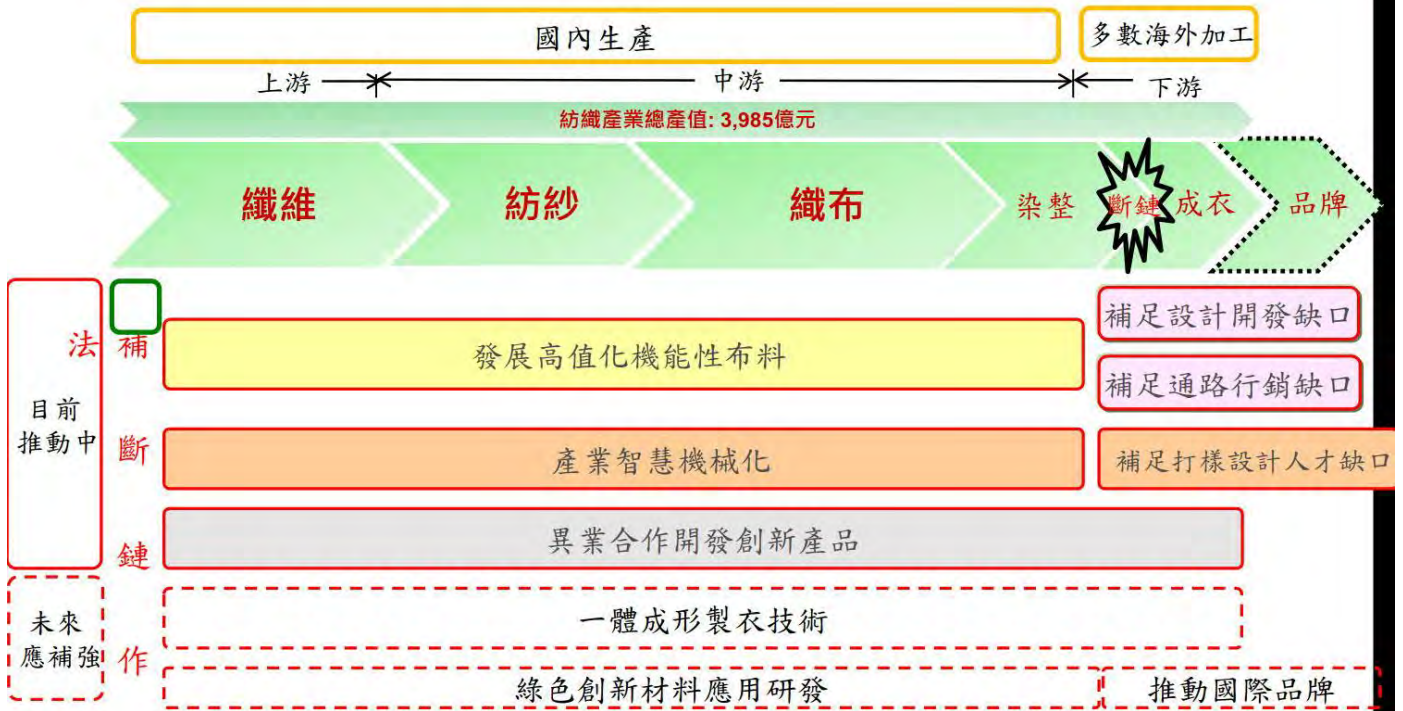 國內生產
多數海外加工
上游
中游
下游
紡織產業總產值: 3,985億元
纖維
紡紗
織布
染整
斷鏈
成衣
品牌
目前
推動中
補
斷
鏈
作
法
發展高值化機能性布料
補足設計開發缺口
補足通路行銷缺口
產業智慧機械化
補足打樣設計人才缺口
異業合作開發創新產品
未來
應補強
一體成形製衣技術
綠色創新材料應用研發
推動國際品牌